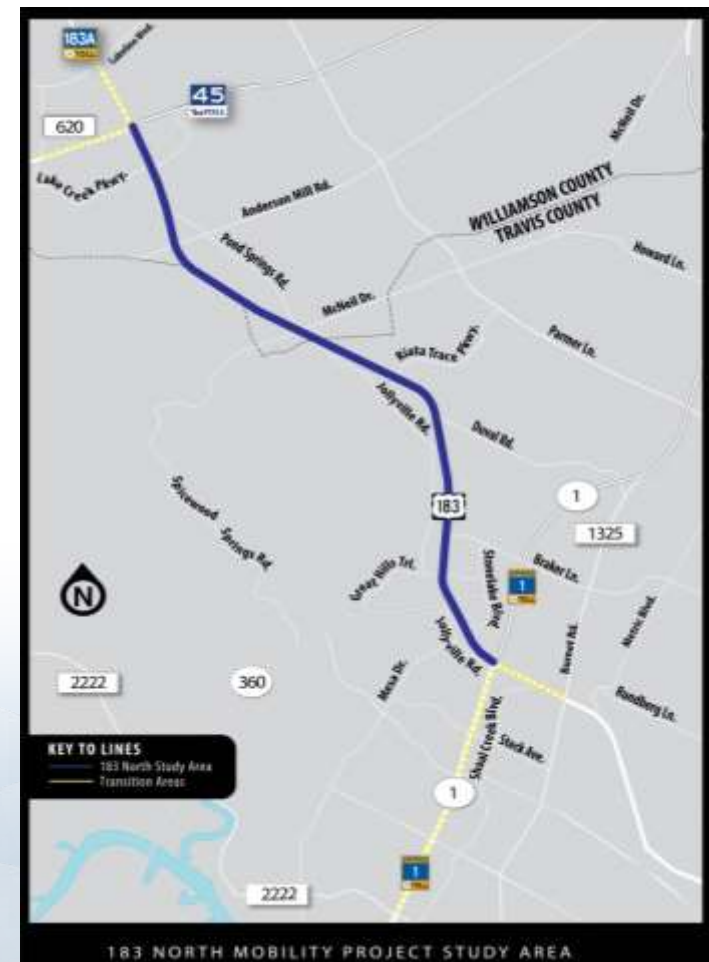 183A
TOLL
Lakeline Blvd.
45
620
McNeil Dr.
Lake Creek Pkwy.
Anderson Mill Rd.
WILLIAMSON COUNTY
TRAVIS COUNTY
Pond Springs Rd.
Howard Ln.
McNeil Dr.
Riata Trace Pkwy.
Parmer Ln.
Jollyville Rd.
Duval Rd.
Spicewood
Springs Rd
183
1
1325
Great Hills Trl.
Stonelake Blvd.
Braker Ln.
1
N
Metric Blvd.
Jollyville Rd.
Burnet Rd.
2222
360
Mesa Dr.
Rundberg Ln.
Shoal Creek Blvd.
Steck Ave.
KEY TO LINES
183 North Study Area
Transition Areas
1
1
2222
183 NORTH MOBILITY PROJECT STUDY AREA